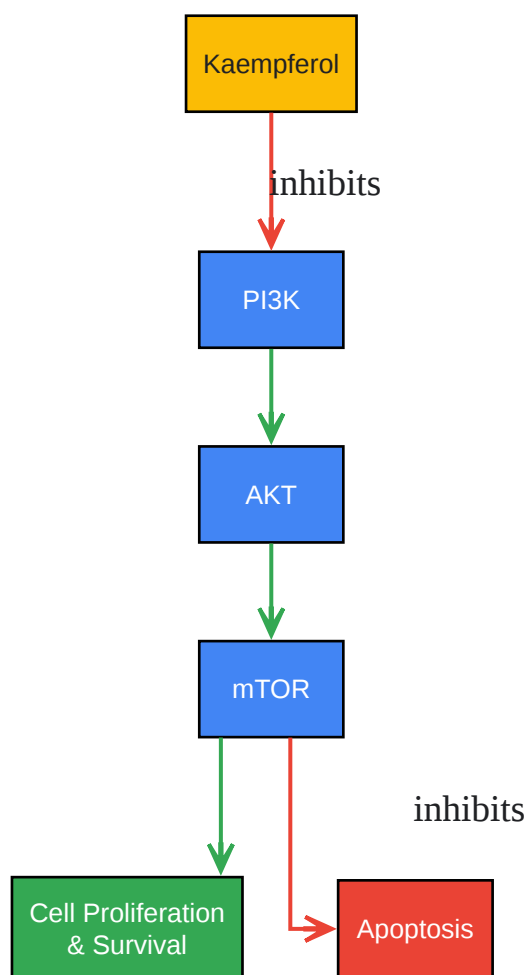 Kaempferol
inhibits
PI3K
AKT
mTOR
inhibits
Cell Proliferation
& Survival
Apoptosis